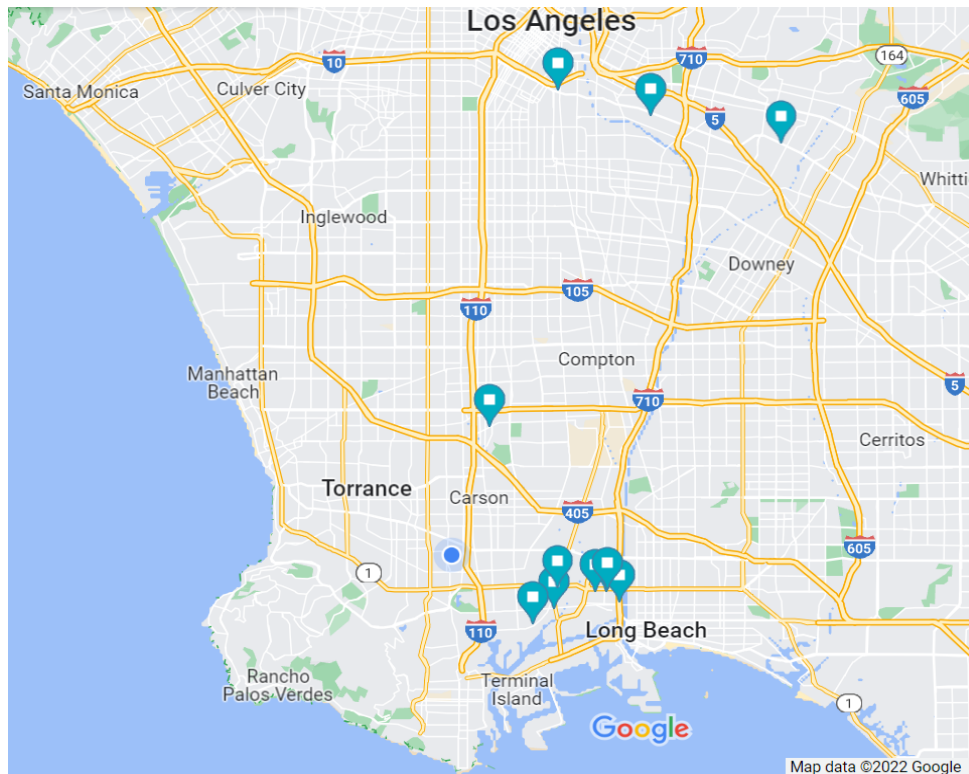 Los Angeles
10
710
164
Santa Monica
Culver City
605
5
Whitti
Inglewood
Downey
105
110
Compton
Manhattan
Beach
710
5
Cerritos
Torrance
Carson
405
605
1
110
Long Beach
Rancho
Palos Verdes
Terminal
Island
1
Google
Map data ©2022 Google